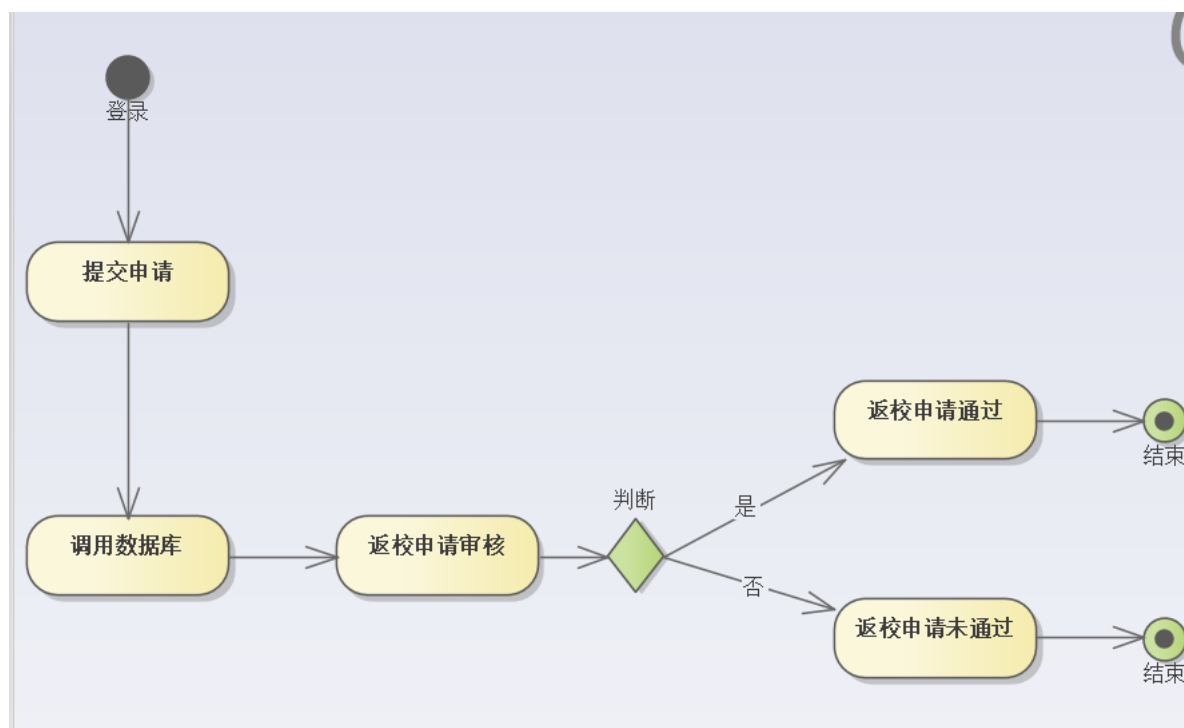 登录
提交申请
调用数据库
返校申请审核
判断
是
否
返校申请通过
结束
返校申请未通过
结束